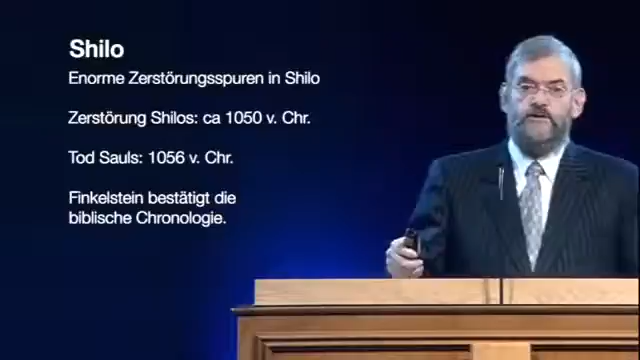 Shilo
Enorme Zerstörungsspuren in Shilo
Zerstörung Shilos: ca 1050 v. Chr.
Tod Sauls: 1056 v. Chr.
Finkelstein bestätigt die
biblische Chronologie.